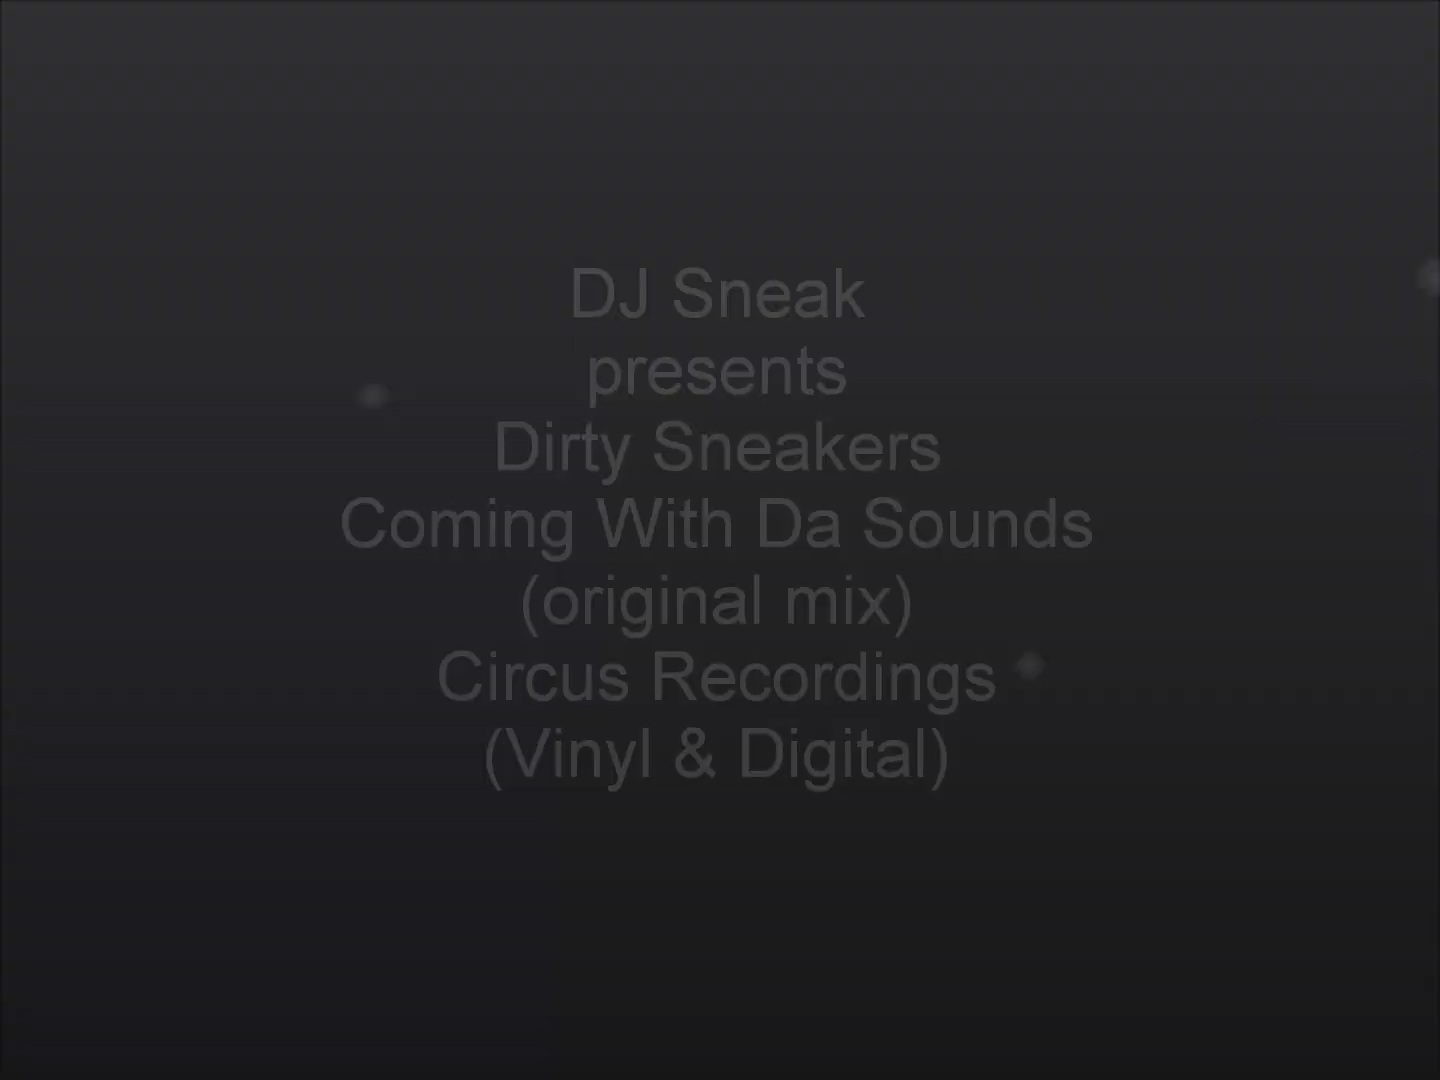 DJ Sneak
presents
Dirty Sneakers
Coming With Da Sounds
(original mix)
Circus Recordings
(Vinyl & Digital)